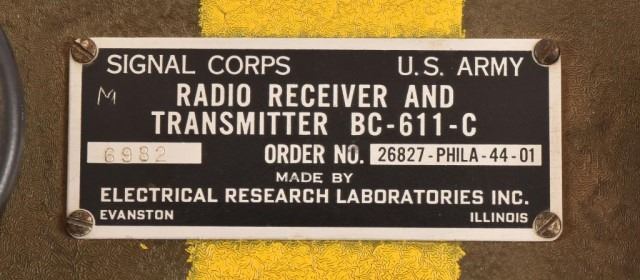 SIGNAL CORPS U.S. ARMY
M
RADIO RECEIVER AND
TRANSMITTER BC-611-C
6982 ORDER NO. 26827-PHILA-44-01
MADE BY
ELECTRICAL RESEARCH LABORATORIES INC.
EVANSTON ILLINOIS